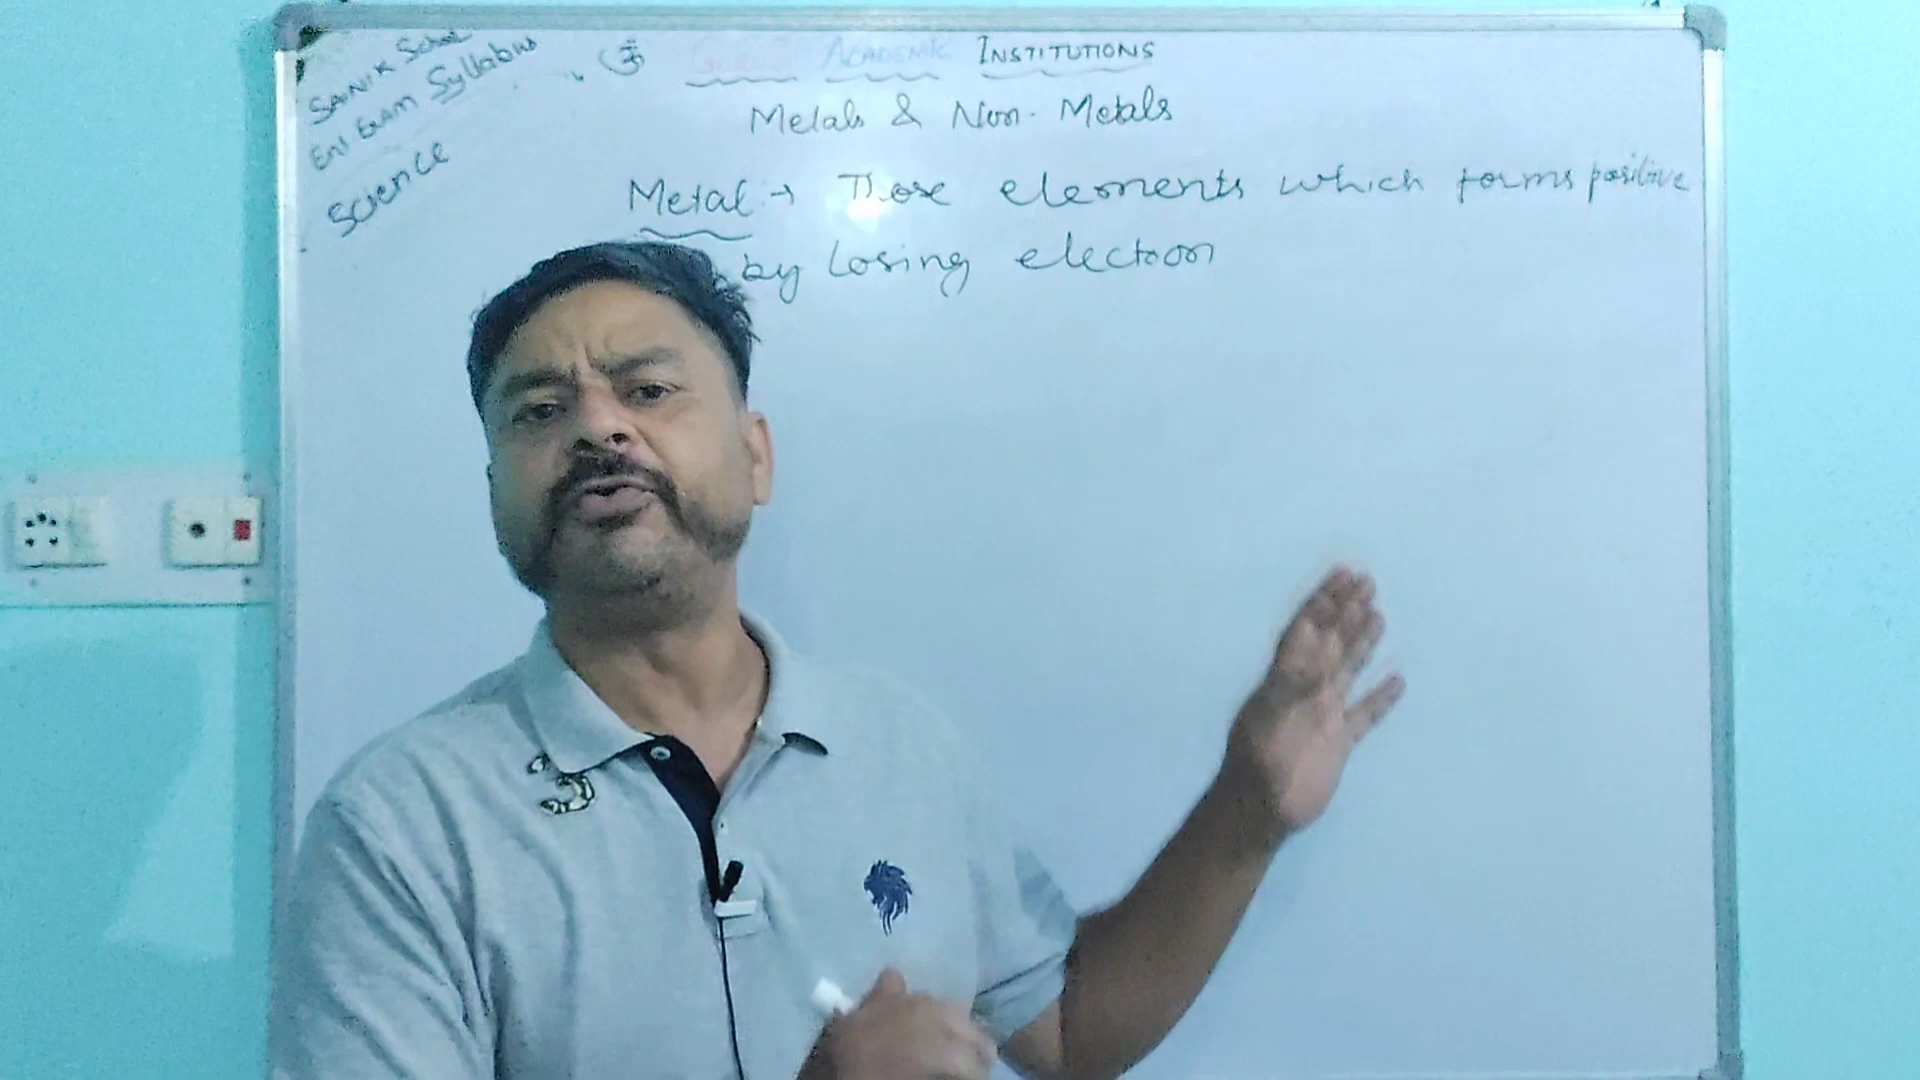 SAINIK School
Ent EXAM Syllabus
Science
ॐ ACADEMIC INSTITUTIONS
Metals & Non-Metals
Metal :→ Those elements which forms positive
by losing electron
3